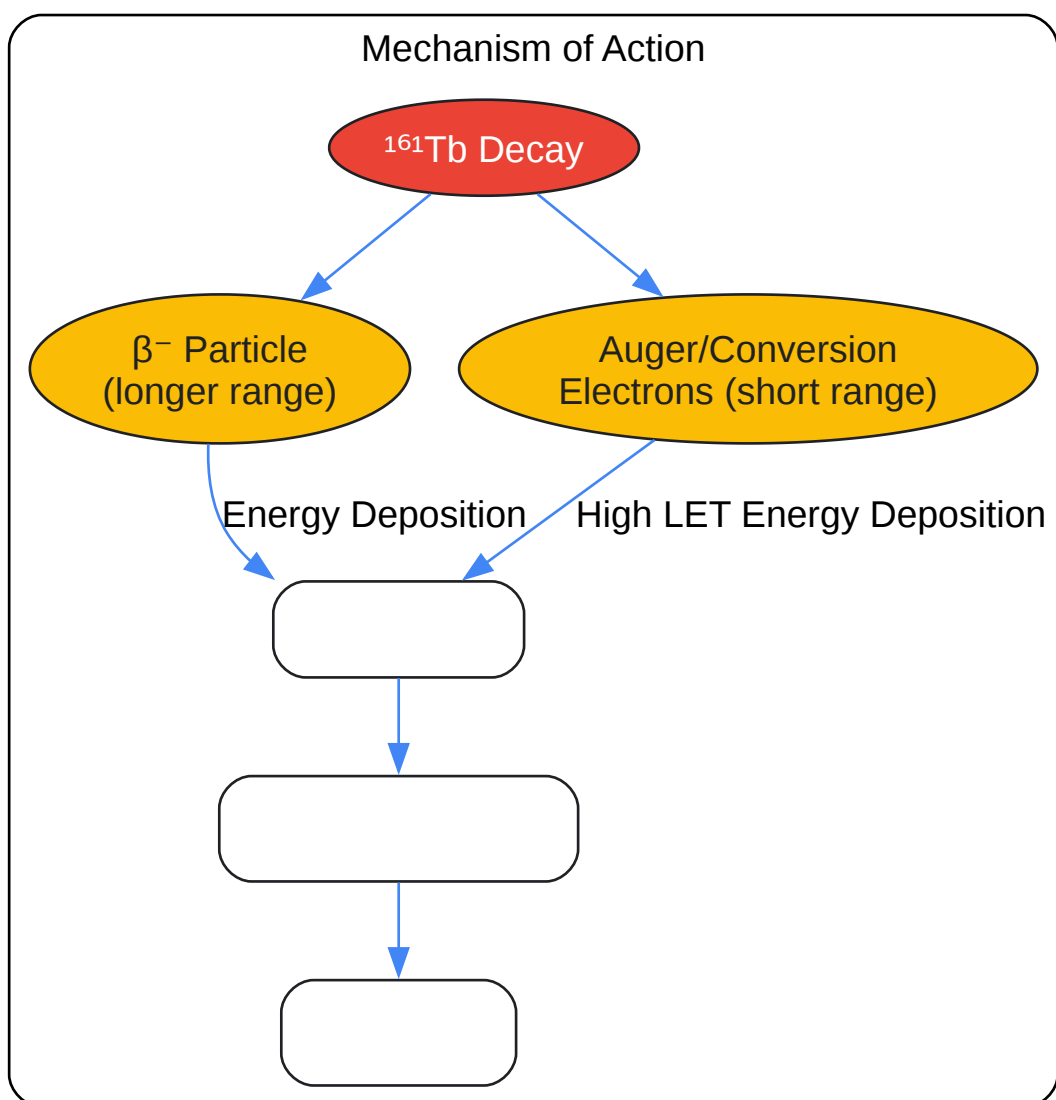 Mechanism of Action
¹⁶¹Tb Decay
β⁻ Particle
(longer range)
Auger/Conversion
Electrons (short range)
Energy Deposition
High LET Energy Deposition